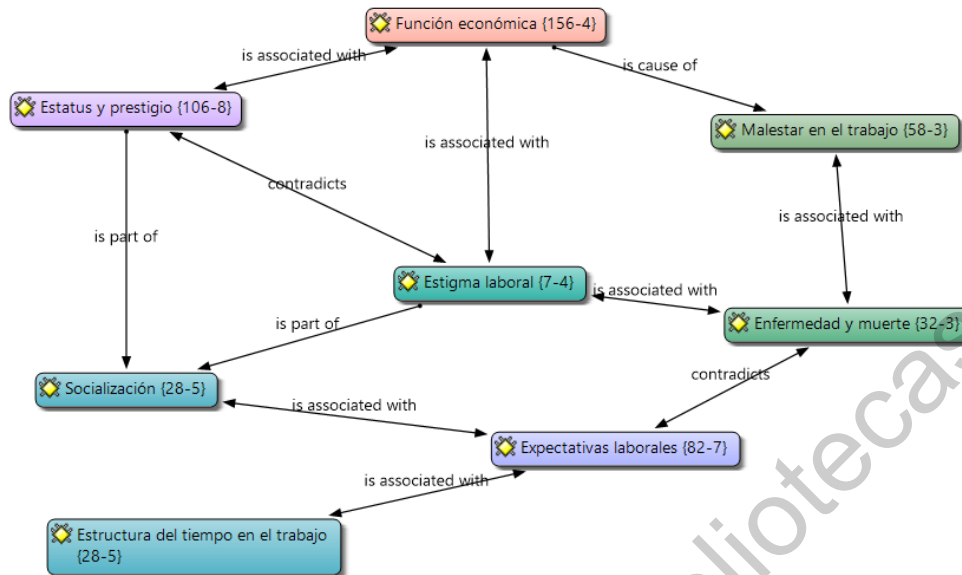 Función económica {156-4}
is associated with
is cause of
Estatus y prestigio {106-8}
Malestar en el trabajo {58-3}
is associated with
contradicts
is associated with
is part of
Estigma laboral {7-4}
is associated with
is part of
Enfermedad y muerte {32-3}
contradicts
Socialización {28-5}
is associated with
Expectativas laborales {82-7}
is associated with
Estructura del tiempo en el trabajo
{28-5}